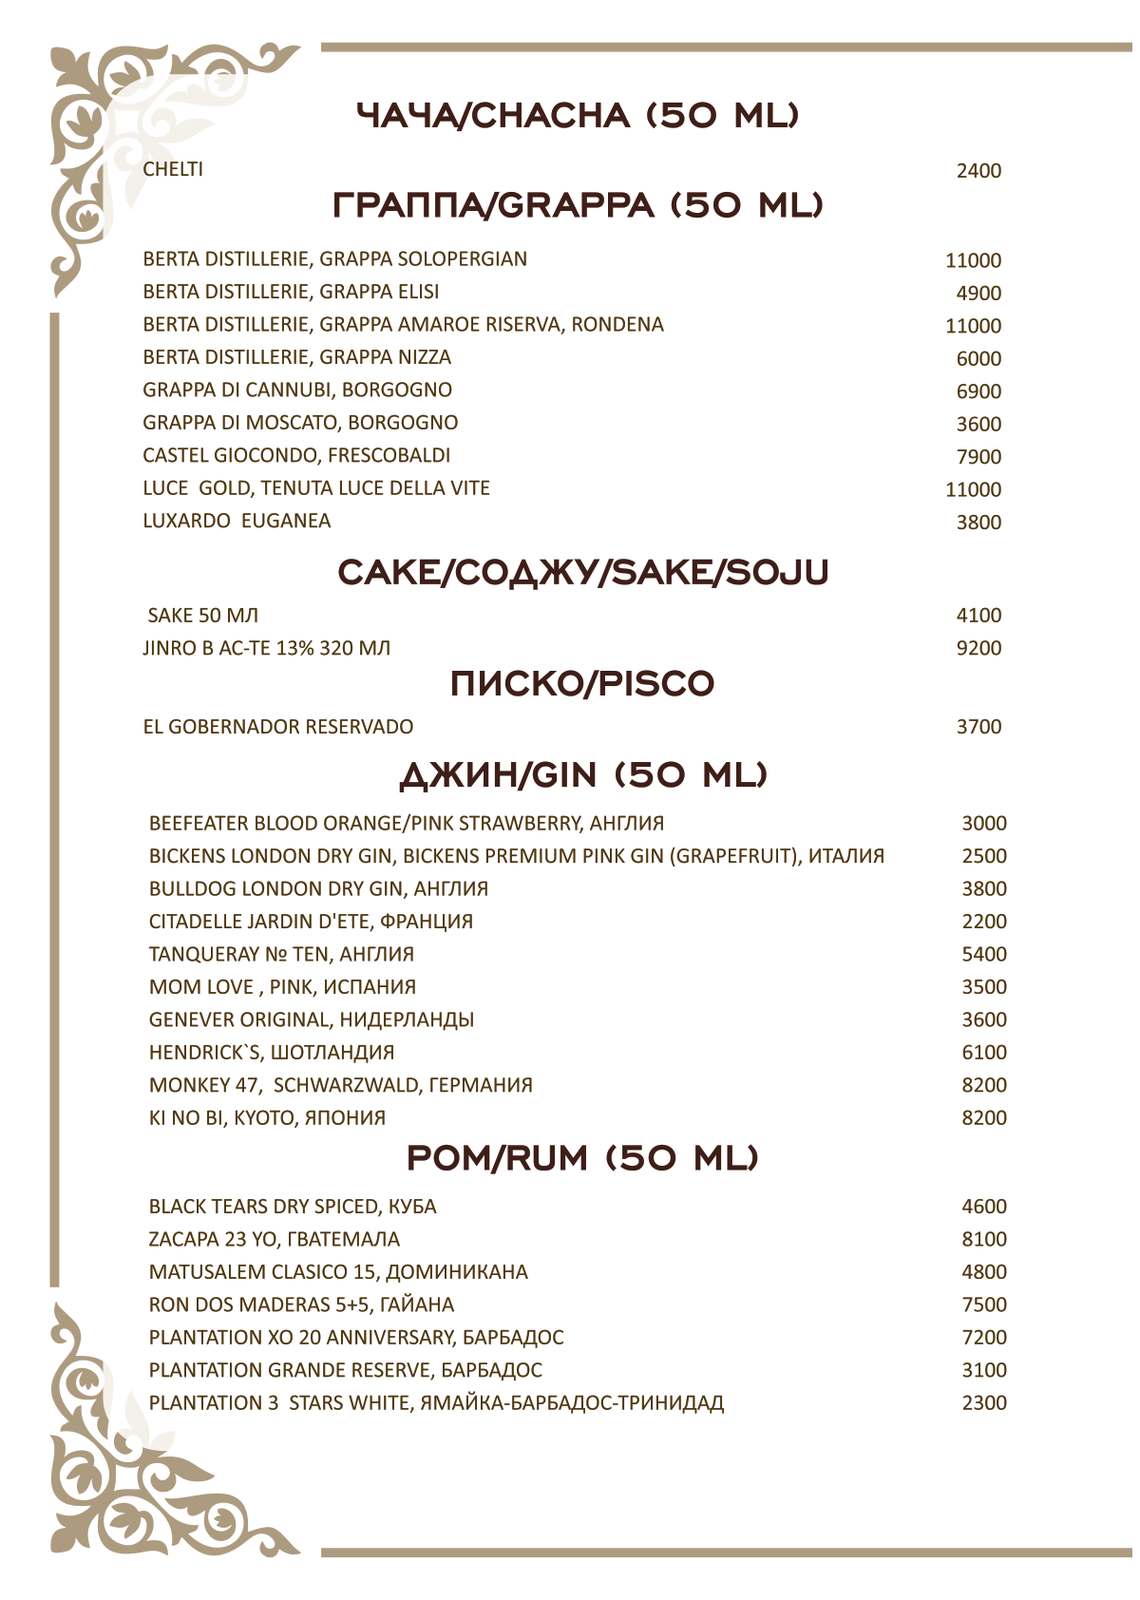 ЧАЧА/CHACHA (50 ML)
CHELTI 2400
ГРАППА/GRAPPA (50 ML)
BERTA DISTILLERIE, GRAPPA SOLOPERGIAN 11000
BERTA DISTILLERIE, GRAPPA ELISI 4900
BERTA DISTILLERIE, GRAPPA AMAROE RISERVA, RONDENA 11000
BERTA DISTILLERIE, GRAPPA NIZZA 6000
GRAPPA DI CANNUBI, BORGOGNO 6900
GRAPPA DI MOSCATO, BORGOGNO 3600
CASTEL GIOCONDO, FRESCOBALDI 7900
LUCE  GOLD, TENUTA LUCE DELLA VITE 11000
LUXARDO  EUGANEA 3800
САКЕ/СОДЖУ/SAKE/SOJU
SAKE 50 МЛ 4100
JINRO В АС-ТЕ 13% 320 МЛ 9200
ПИСКО/PISCO
EL GOBERNADOR RESERVADO 3700
ДЖИН/GIN (50 ML)
BEEFEATER BLOOD ORANGE/PINK STRAWBERRY, АНГЛИЯ 3000
BICKENS LONDON DRY GIN, BICKENS PREMIUM PINK GIN (GRAPEFRUIT), ИТАЛИЯ 2500
BULLDOG LONDON DRY GIN, АНГЛИЯ 3800
CITADELLE JARDIN D'ETE, ФРАНЦИЯ 2200
TANQUERAY № TEN, АНГЛИЯ 5400
MOM LOVE , PINK, ИСПАНИЯ 3500
GENEVER ORIGINAL, НИДЕРЛАНДЫ 3600
HENDRICK`S, ШОТЛАНДИЯ 6100
MONKEY 47,  SCHWARZWALD, ГЕРМАНИЯ 8200
KI NO BI, KYOTO, ЯПОНИЯ 8200
РОМ/RUM (50 ML)
BLACK TEARS DRY SPICED, КУБА 4600
ZACAPA 23 YO, ГВАТЕМАЛА 8100
MATUSALEM CLASICO 15, ДОМИНИКАНА 4800
RON DOS MADERAS 5+5, ГАЙАНА 7500
PLANTATION XO 20 ANNIVERSARY, БАРБАДОС 7200
PLANTATION GRANDE RESERVE, БАРБАДОС 3100
PLANTATION 3  STARS WHITE, ЯМАЙКА-БАРБАДОС-ТРИНИДАД 2300